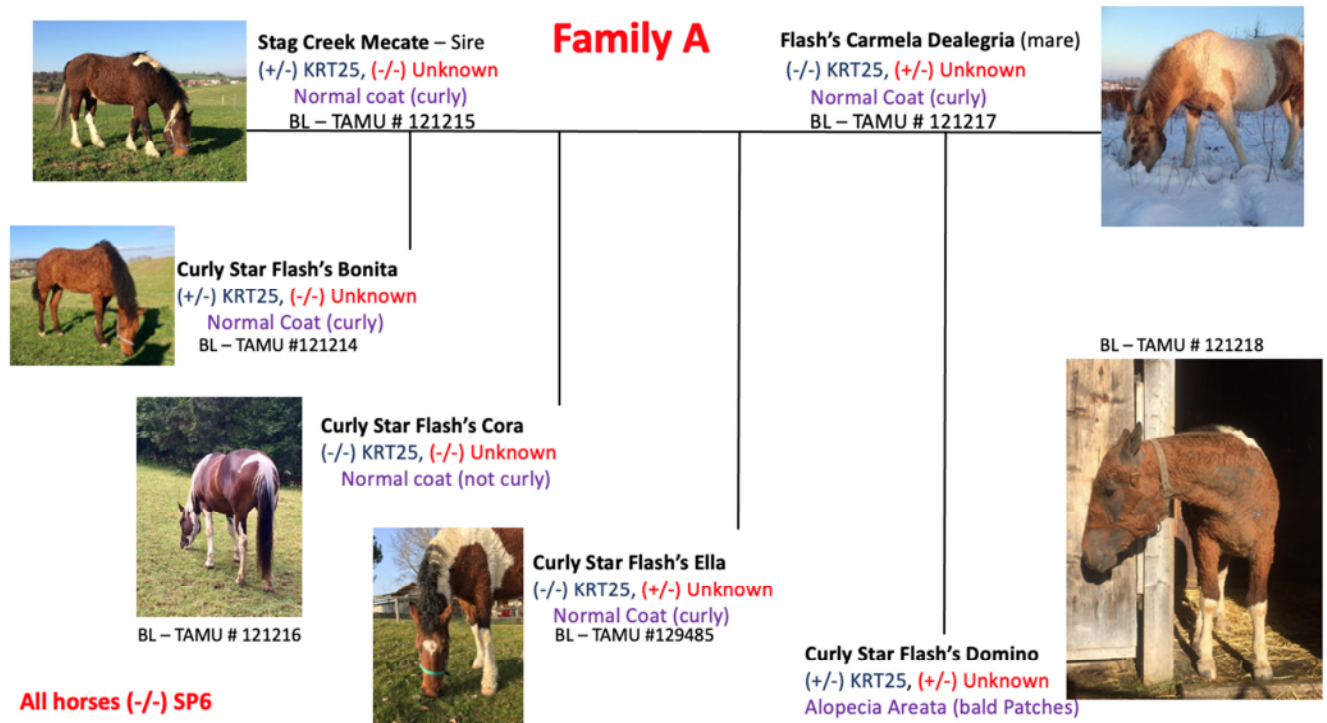 Family A
Stag Creek Mecate – Sire
(+/-) KRT25, (-/-) Unknown
Normal coat (curly)
BL – TAMU # 121215
Flash's Carmela Dealegria (mare)
(-/-) KRT25, (+/-) Unknown
Normal Coat (curly)
BL – TAMU # 121217
Curly Star Flash's Bonita
(+/-) KRT25, (-/-) Unknown
Normal Coat (curly)
BL – TAMU #121214
Curly Star Flash's Cora
(-/-) KRT25, (-/-) Unknown
Normal coat (not curly)
BL – TAMU # 121216
Curly Star Flash's Ella
(-/-) KRT25, (+/-) Unknown
Normal Coat (curly)
BL – TAMU #129485
BL – TAMU # 121218
Curly Star Flash's Domino
(+/-) KRT25, (+/-) Unknown
Alopecia Areata (bald Patches)
All horses (-/-) SP6